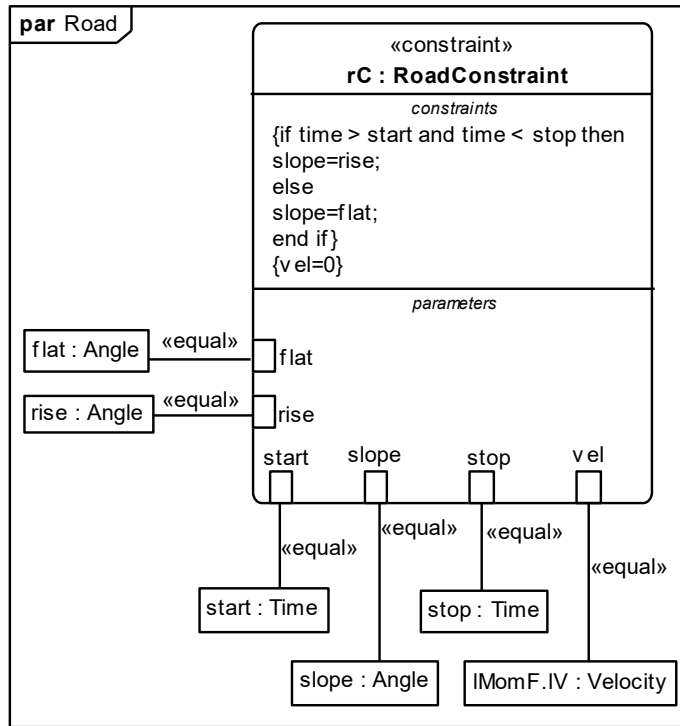 par Road
«constraint»
rC : RoadConstraint
constraints
{if time > start and time < stop then
slope=rise;
else
slope=flat;
end if}
{vel=0}
parameters
flat : Angle
«equal»
flat
rise : Angle
«equal»
rise
start
slope
stop
vel
«equal»
«equal»
«equal»
«equal»
start : Time
stop : Time
slope : Angle
lMomF.lV : Velocity